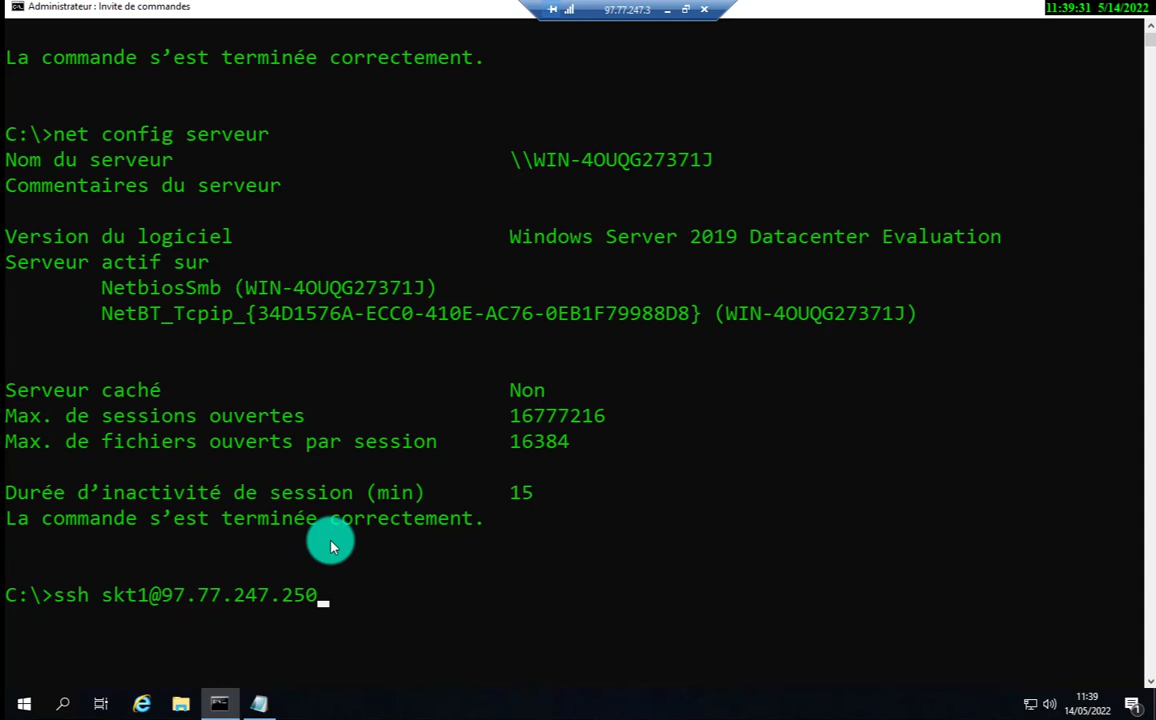 Administrateur : Invite de commandes
97.77.247.3
11:39:31 5/14/2022
La commande s’est terminée correctement.
C:\>net config serveur
Nom du serveur \\WIN-4OUQG27371J
Commentaires du serveur
Version du logiciel Windows Server 2019 Datacenter Evaluation
Serveur actif sur
NetbiosSmb (WIN-4OUQG27371J)
NetBT_Tcpip_{34D1576A-ECC0-410E-AC76-0EB1F79988D8} (WIN-4OUQG27371J)
Serveur caché Non
Max. de sessions ouvertes 16777216
Max. de fichiers ouverts par session 16384
Durée d’inactivité de session (min) 15
La commande s’est terminée correctement.
C:\>ssh skt1@97.77.247.250
11:39
14/05/2022
1